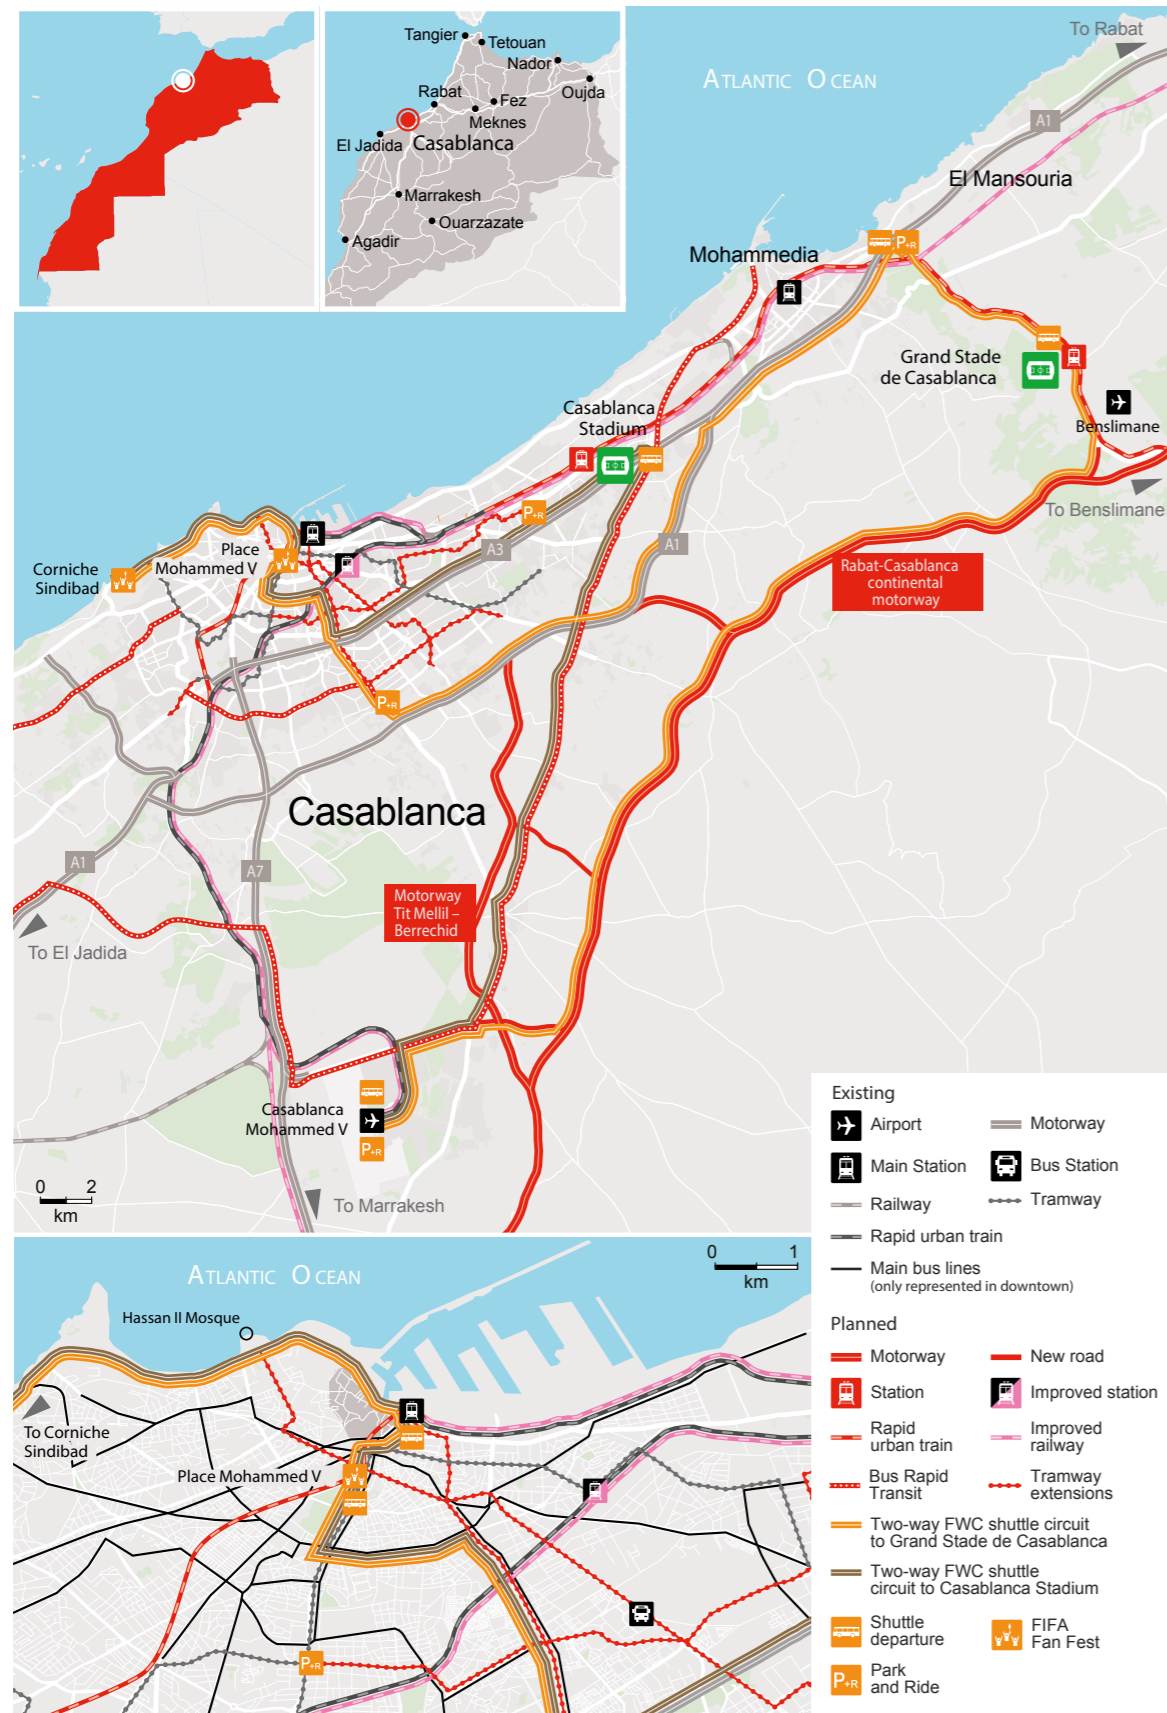 Tangier
Tetouan
Nador
Oujda
Rabat
Fez
Meknes
El Jadida
Casablanca
Marrakesh
Ouarzazate
Agadir
To Rabat
ATLANTIC OCEAN
A1
El Mansouria
Mohammedia
P+R
Grand Stade
de Casablanca
Casablanca
Stadium
Benslimane
To Benslimane
P+R
A3
A1
Place
Mohammed V
Corniche
Sindibad
Rabat-Casablanca
continental
motorway
P+R
Casablanca
A1
A7
Motorway
Tit Mellil –
Berrechid
To El Jadida
Casablanca
Mohammed V
P+R
0 2
km
To Marrakesh
ATLANTIC OCEAN
0 1
km
Hassan II Mosque
To Corniche
Sindibad
Place Mohammed V
P+R
Existing
Airport
Motorway
Main Station
Bus Station
Railway
Tramway
Rapid urban train
Main bus lines
(only represented in downtown)
Planned
Motorway
New road
Station
Improved station
Rapid
urban train
Improved
railway
Bus Rapid
Transit
Tramway
extensions
Two-way FWC shuttle circuit
to Grand Stade de Casablanca
Two-way FWC shuttle
circuit to Casablanca Stadium
Shuttle
departure
FIFA
Fan Fest
P+R
Park
and Ride